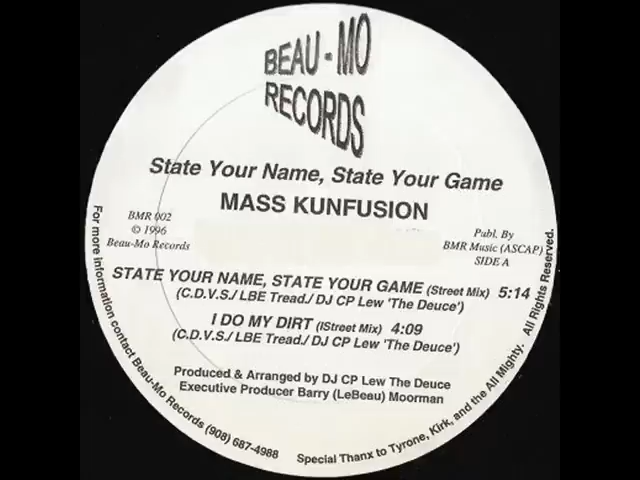 BEAU - MO
RECORDS
State Your Name, State Your Game
MASS KUNFUSION
BMR 002
© 1996
Beau-Mo Records
Publ. By
BMR Music (ASCAP)
SIDE A
STATE YOUR NAME, STATE YOUR GAME (Street Mix) 5:14
(C.D.V.S./ LBE Tread./ DJ CP Lew 'The Deuce')
I DO MY DIRT (IStreet Mix) 4:09
(C.D.V.S./ LBE Tread./ DJ CP Lew 'The Deuce')
Produced & Arranged by DJ CP Lew The Deuce
Executive Producer Barry (LeBeau) Moorman
For more information contact Beau-Mo Records (908) 687-4988
Special Thanx to Tyrone, Kirk, and the All Mighty. All Rights Reserved.